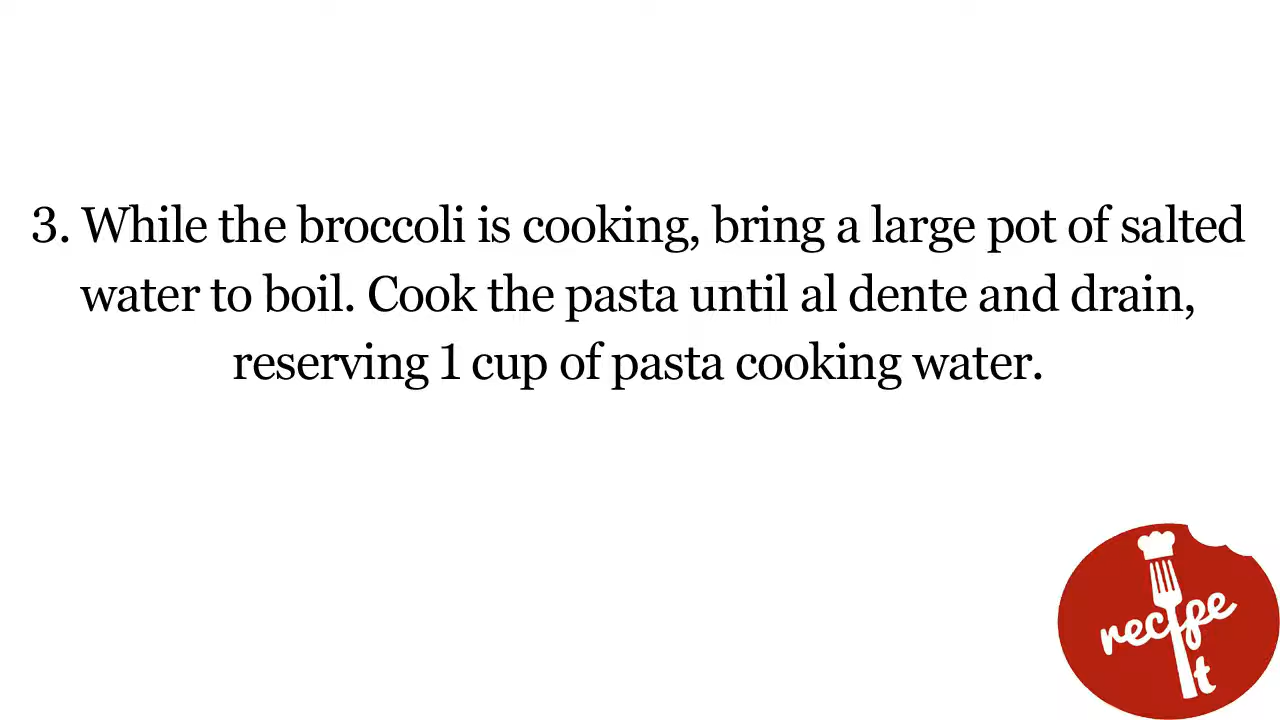 3. While the broccoli is cooking, bring a large pot of salted
water to boil. Cook the pasta until al dente and drain,
reserving 1 cup of pasta cooking water.
recipe
it